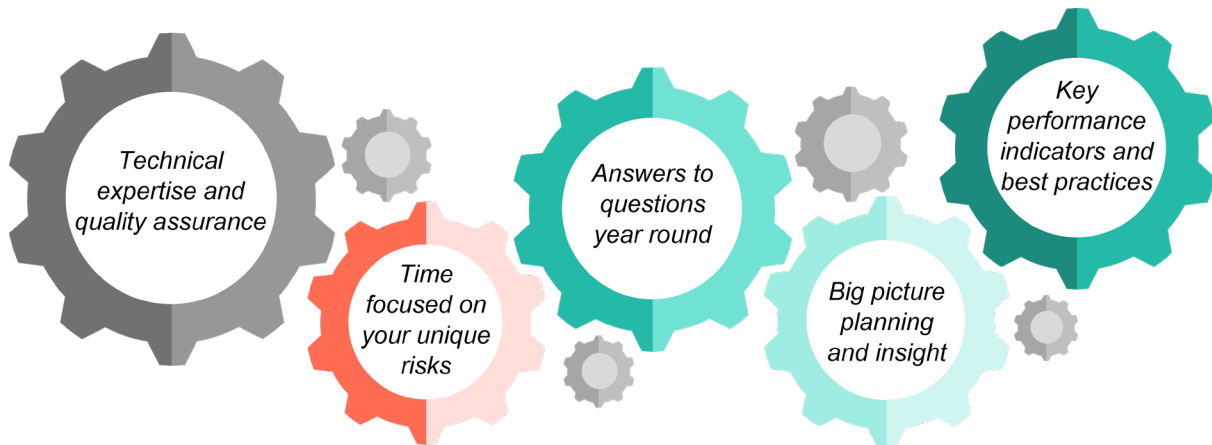 Technical
expertise and
quality assurance
Time
focused on
your unique
risks
Answers to
questions
year round
Big picture
planning
and insight
Key
performance
indicators and
best practices